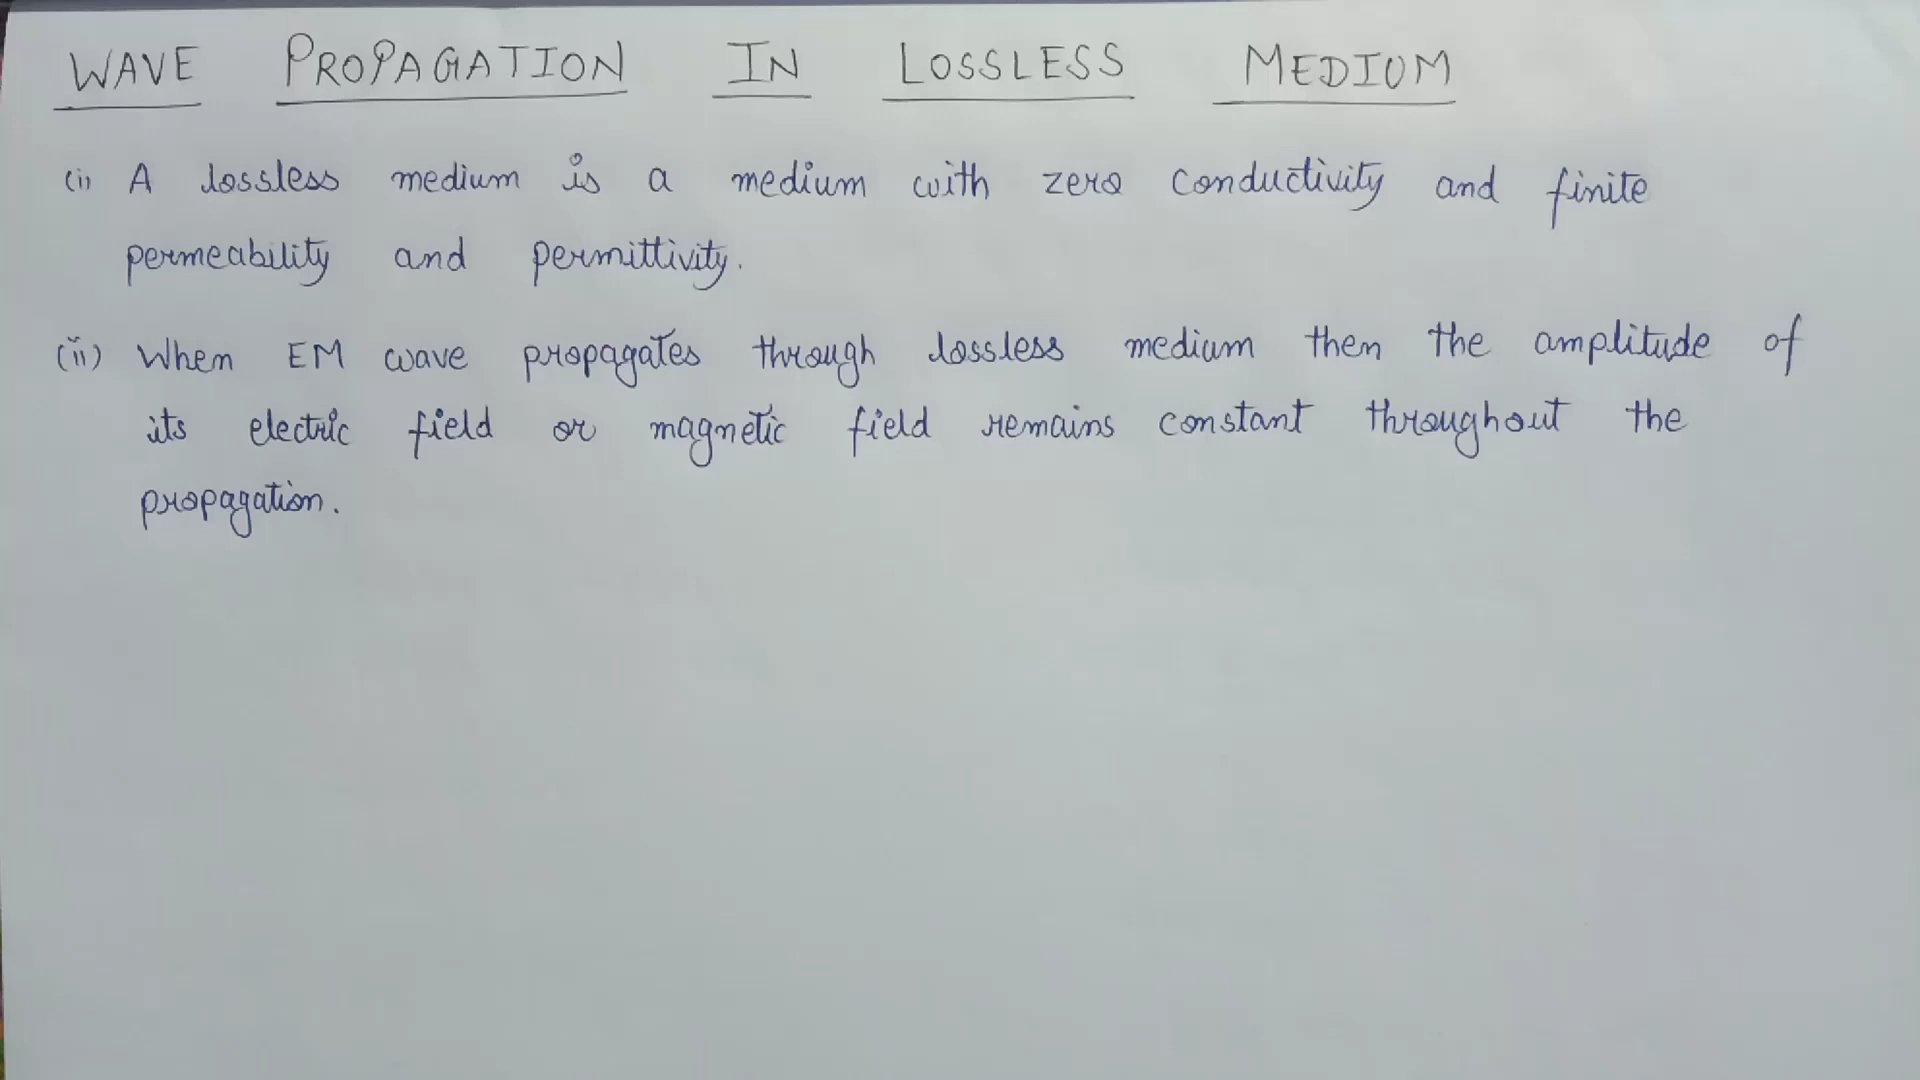 WAVE PROPAGATION IN LOSSLESS MEDIUM
(i) A lossless medium is a medium with zero conductivity and finite
permeability and permittivity.
(ii) When EM wave propagates through lossless medium then the amplitude of
its electric field or magnetic field remains constant throughout the
propagation.